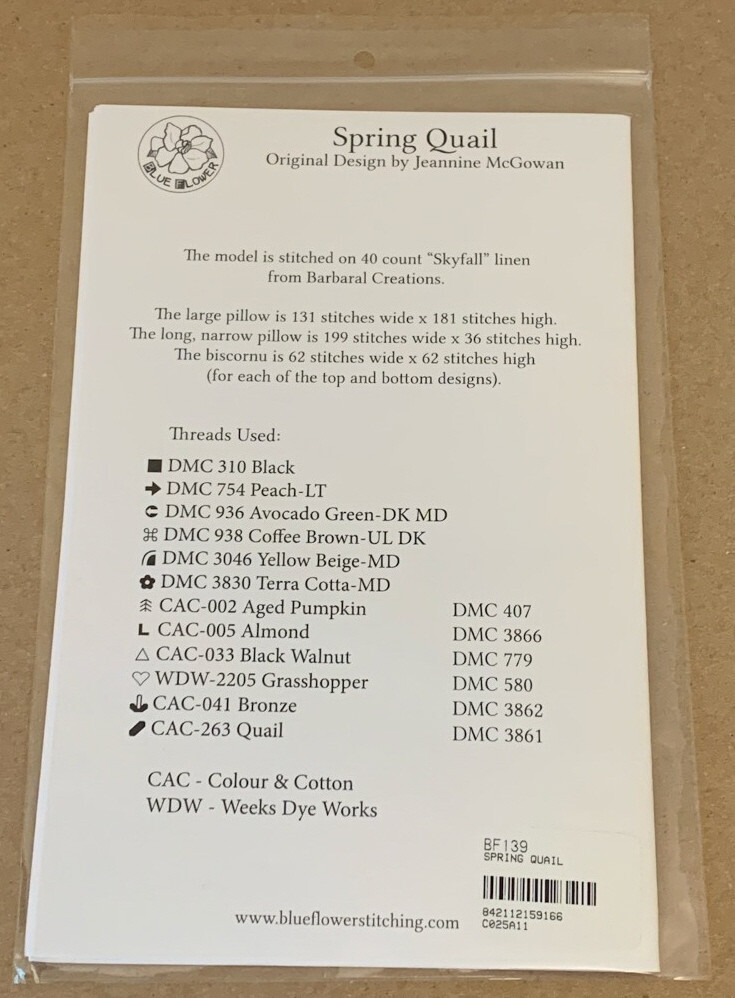 BLUE FLOWER
Spring Quail
Original Design by Jeannine McGowan
The model is stitched on 40 count “Skyfall” linen
from Barbaral Creations.
The large pillow is 131 stitches wide x 181 stitches high.
The long, narrow pillow is 199 stitches wide x 36 stitches high.
The biscornu is 62 stitches wide x 62 stitches high
(for each of the top and bottom designs).
Threads Used:
DMC 310 Black
DMC 754 Peach-LT
DMC 936 Avocado Green-DK MD
DMC 938 Coffee Brown-UL DK
DMC 3046 Yellow Beige-MD
DMC 3830 Terra Cotta-MD
CAC-002 Aged Pumpkin DMC 407
L CAC-005 Almond DMC 3866
CAC-033 Black Walnut DMC 779
WDW-2205 Grasshopper DMC 580
CAC-041 Bronze DMC 3862
CAC-263 Quail DMC 3861
CAC - Colour & Cotton
WDW - Weeks Dye Works
BF139
SPRING QUAIL
842112159166
C025A11
www.blueflowerstitching.com